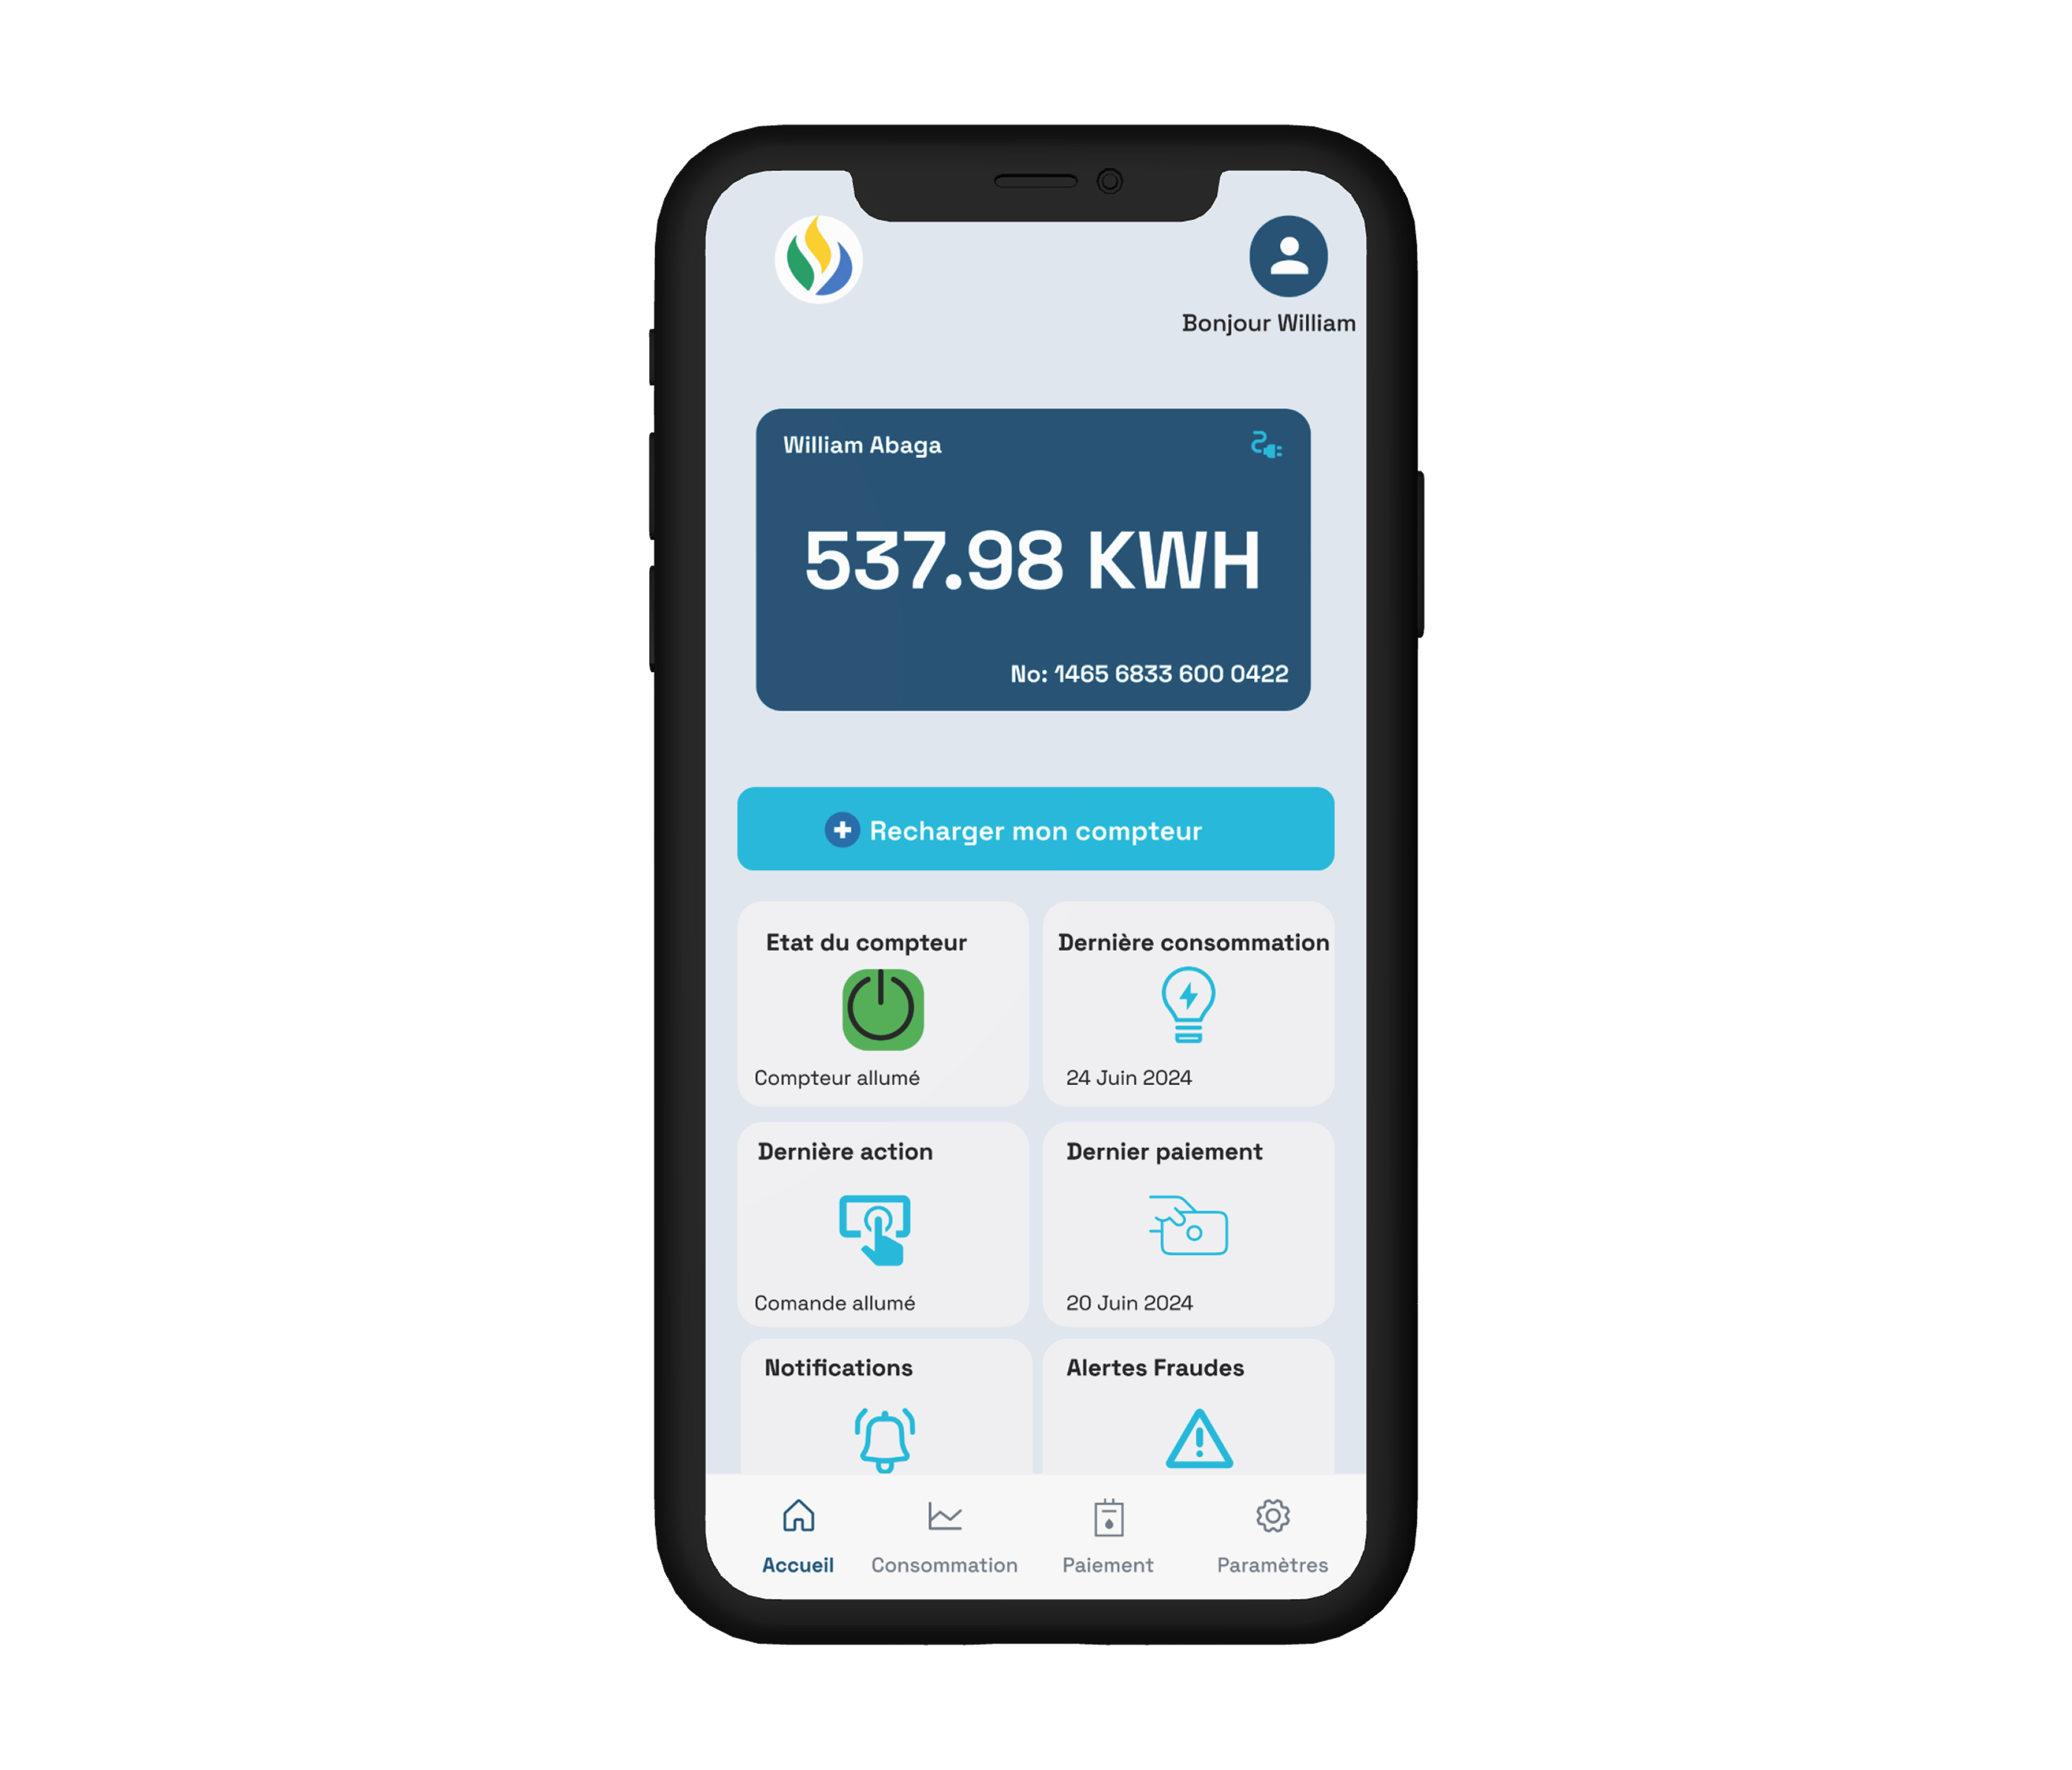 Bonjour William
William Abaga
537.98 KWH
No: 1465 6833 600 0422
Recharger mon compteur
Etat du compteur
Compteur allumé
Dernière consommation
24 Juin 2024
Dernière action
Comande allumé
Dernier paiement
20 Juin 2024
Notifications
Alertes Fraudes
Accueil
Consommation
Paiement
Paramètres